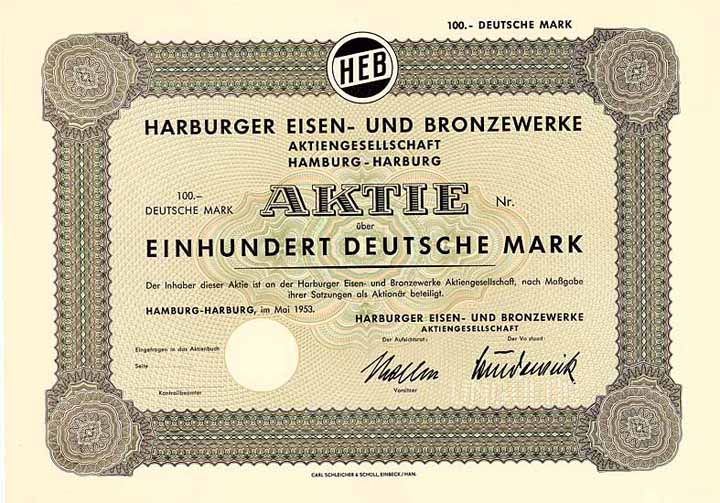 100.- DEUTSCHE MARK
HEB
HARBURGER EISEN- UND BRONZEWERKE
AKTIENGESELLSCHAFT
HAMBURG-HARBURG
100.–
DEUTSCHE MARK
AKTIE
Nr.
über
EINHUNDERT DEUTSCHE MARK
Der Inhaber dieser Aktie ist an der Harburger Eisen- und Bronzewerke Aktiengesellschaft, nach Maßgabe
ihrer Satzungen als Aktionär beteiligt.
HAMBURG-HARBURG, im Mai 1953.
HARBURGER EISEN- UND BRONZEWERKE
AKTIENGESELLSCHAFT
Der Aufsichtsrat:
Der Vorstand:
Eingetragen in das Aktienbuch
Seite
Kontrollbeamter
Vorsitzer
CARL SCHLEICHER & SCHÜLL, EINBECK/HAN.